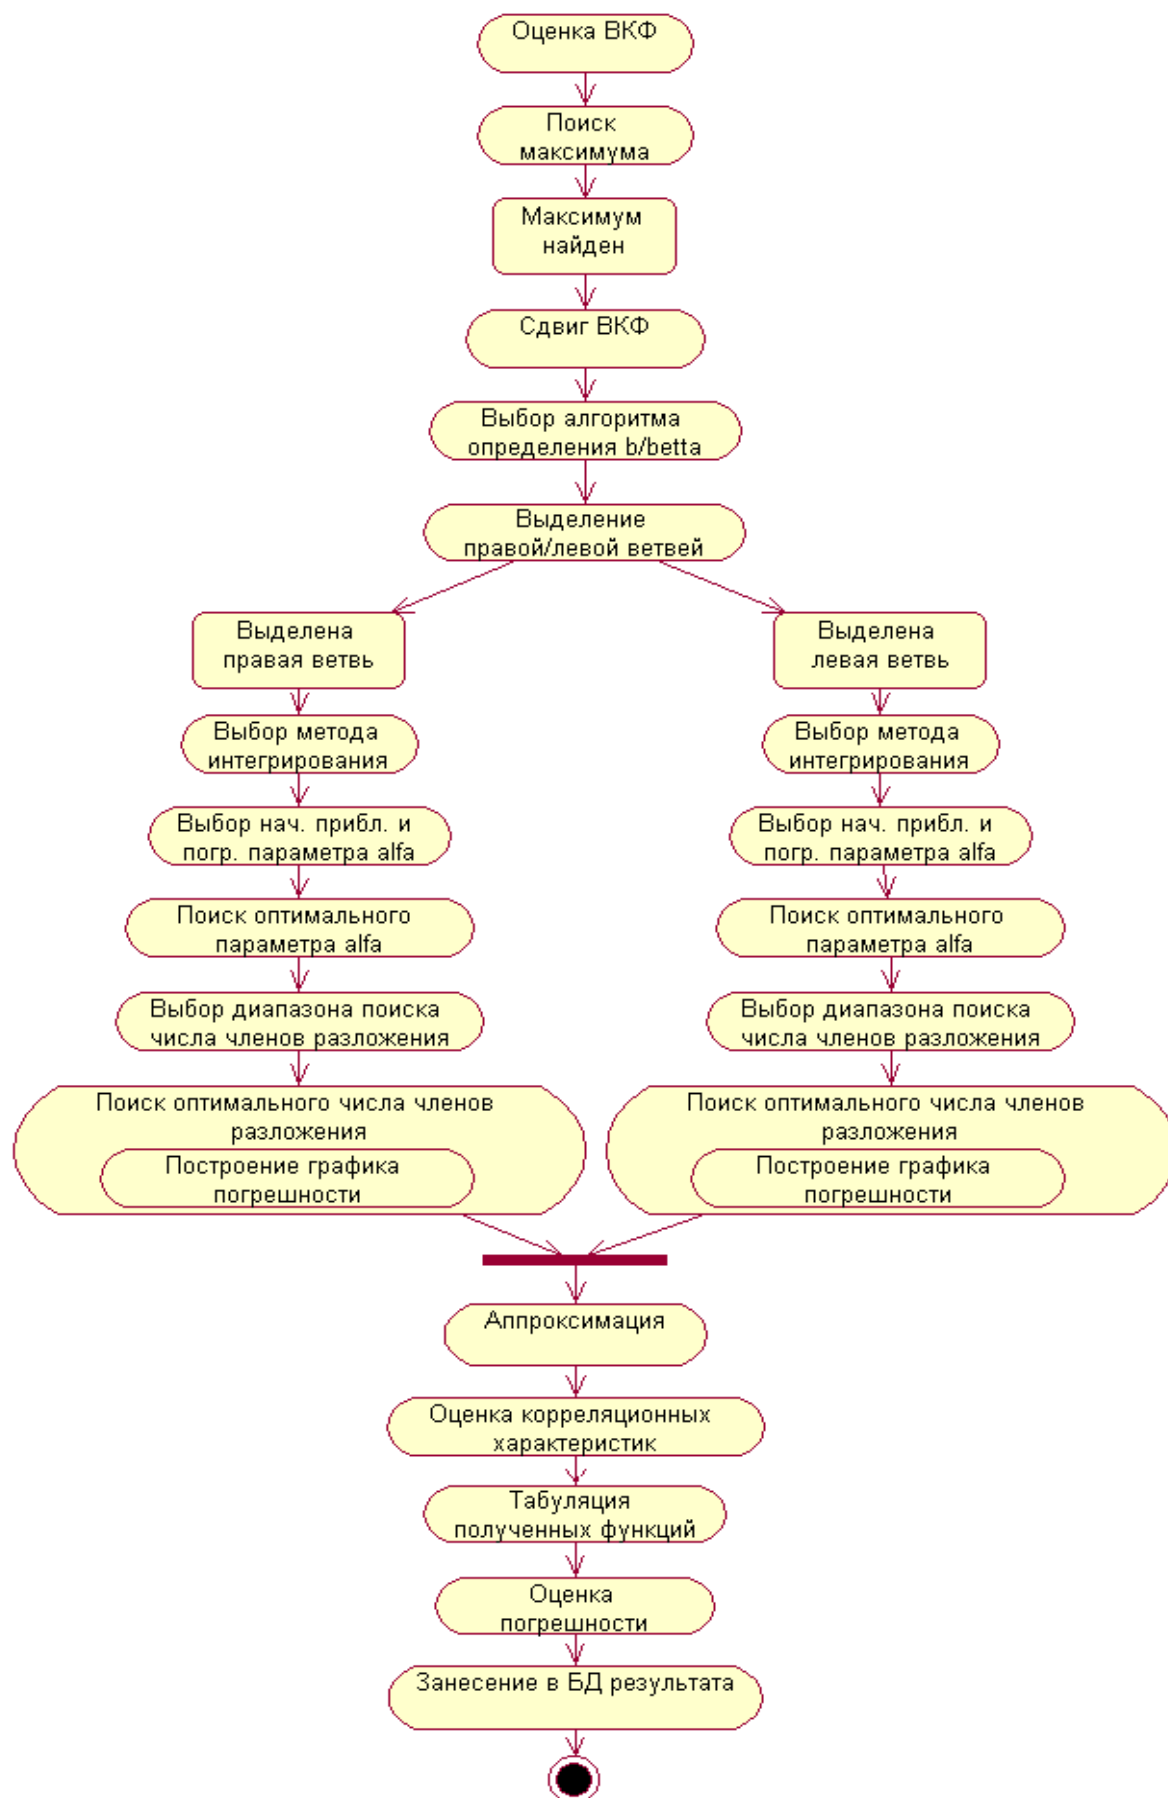 Оценка ВКФ
Поиск
максимума
Максимум
найден
Сдвиг ВКФ
Выбор алгоритма
определения b/betta
Выделение
правой/левой ветвей
Выделена
правая ветвь
Выбор метода
интегрирования
Выбор нач. прибл. и
погр. параметра alfa
Поиск оптимального
параметра alfa
Выбор диапазона поиска
числа членов разложения
Поиск оптимального числа членов
разложения
Построение графика
погрешности
Выделена
левая ветвь
Выбор метода
интегрирования
Выбор нач. прибл. и
погр. параметра alfa
Поиск оптимального
параметра alfa
Выбор диапазона поиска
числа членов разложения
Поиск оптимального числа членов
разложения
Построение графика
погрешности
Аппроксимация
Оценка корреляционных
характеристик
Табуляция
полученных функций
Оценка
погрешности
Занесение в БД результата